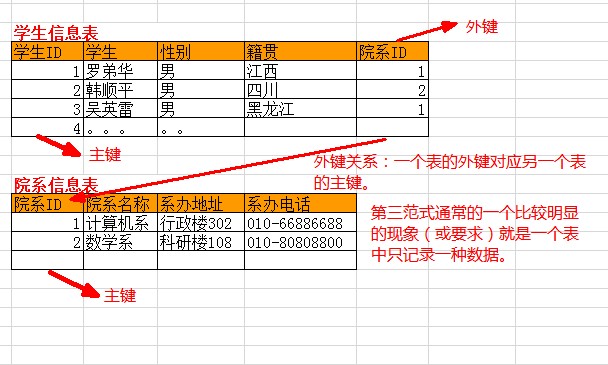 学生信息表
外键
学生ID 学生 性别 籍贯 院系ID
1 罗弟华 男 江西 1
2 韩顺平 男 四川 2
3 吴英雷 男 黑龙江 1
4 。。。 。。
主键
外键关系：一个表的外键对应另一个表
的主键。
院系信息表
院系ID 院系名称 系办地址 系办电话
1 计算机系 行政楼302 010-66886688
2 数学系 科研楼108 010-80808800
第三范式通常的一个比较明显
的现象（或要求）就是一个表
中只记录一种数据。
主键